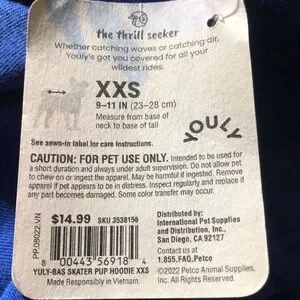 the thrill seeker
Whether catching waves or catching air,
Youly's got you covered for all your
wildest rides.
XXS
9-11 IN (23-28 cm)
Measure from base of
neck to base of tail
YOULY
See sewn-in label for care instructions.
CAUTION: FOR PET USE ONLY. Intended to be used for
a short duration and always under adult supervision. Do not allow pet
to chew on or ingest the apparel. May be harmful if ingested. Remove
apparel if pet appears to be in distress. Inspect regularly and replace if
any part becomes damaged. Some color transfer may occur.
PP.08022.VN
$14.99 SKU 3538156
8 00443 56918 4
YULY-BAS SKATER PUP HOODIE XXS
Made Responsibly in Vietnam.
Distributed by:
International Pet Supplies
and Distribution, Inc.,
San Diego, CA 92127
Contact us at
1.855.FAQ.Petco
©2022 Petco Animal Supplies,
Inc. All rights reserved.